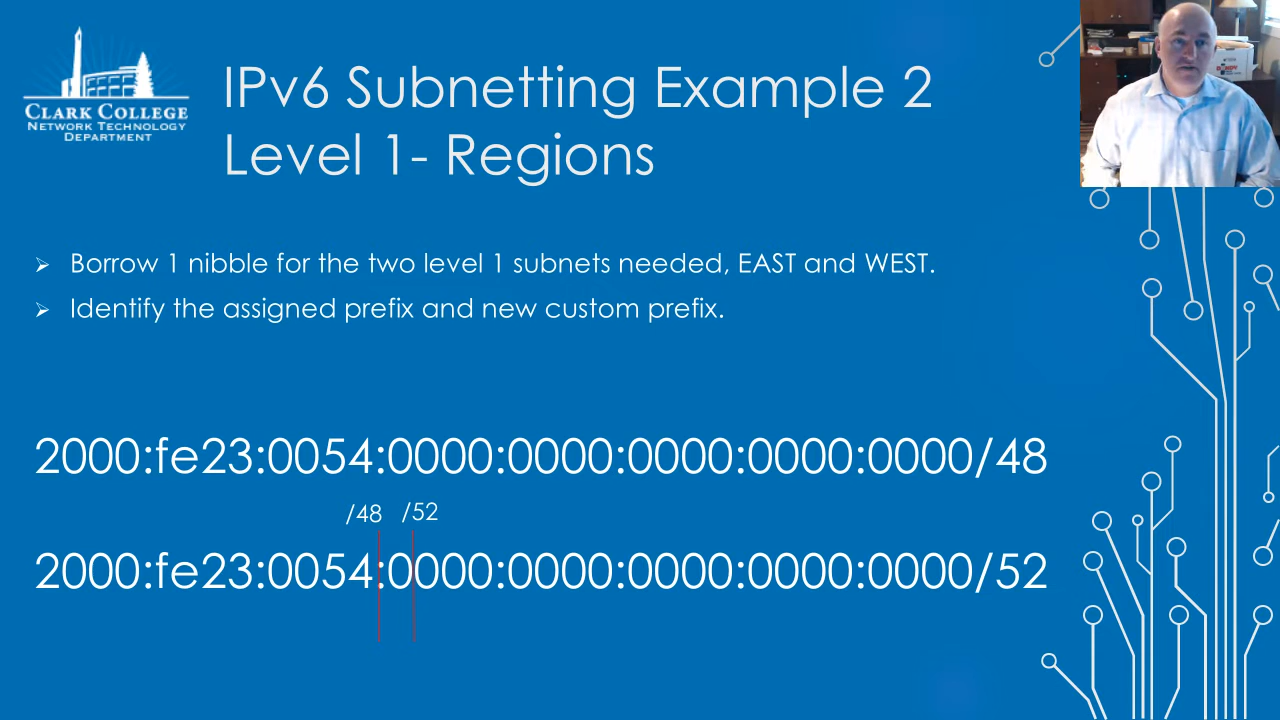 CLARK COLLEGE
NETWORK TECHNOLOGY
DEPARTMENT
IPv6 Subnetting Example 2
Level 1- Regions
Borrow 1 nibble for the two level 1 subnets needed, EAST and WEST.
Identify the assigned prefix and new custom prefix.
2000:fe23:0054:0000:0000:0000:0000:0000/48
/48 /52
2000:fe23:0054:0000:0000:0000:0000:0000/52